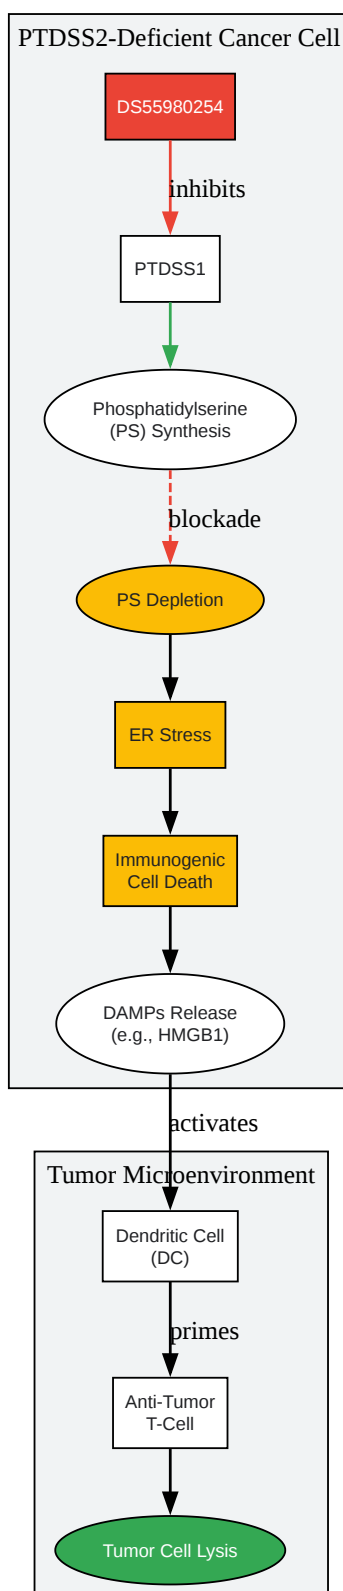 PTDSS2-Deficient Cancer Cell
DS55980254
inhibits
PTDSS1
Phosphatidylserine
(PS) Synthesis
blockade
PS Depletion
ER Stress
Immunogenic
Cell Death
DAMPs Release
(e.g., HMGB1)
activates
Tumor Microenvironment
Dendritic Cell
(DC)
primes
Anti-Tumor
T-Cell
Tumor Cell Lysis